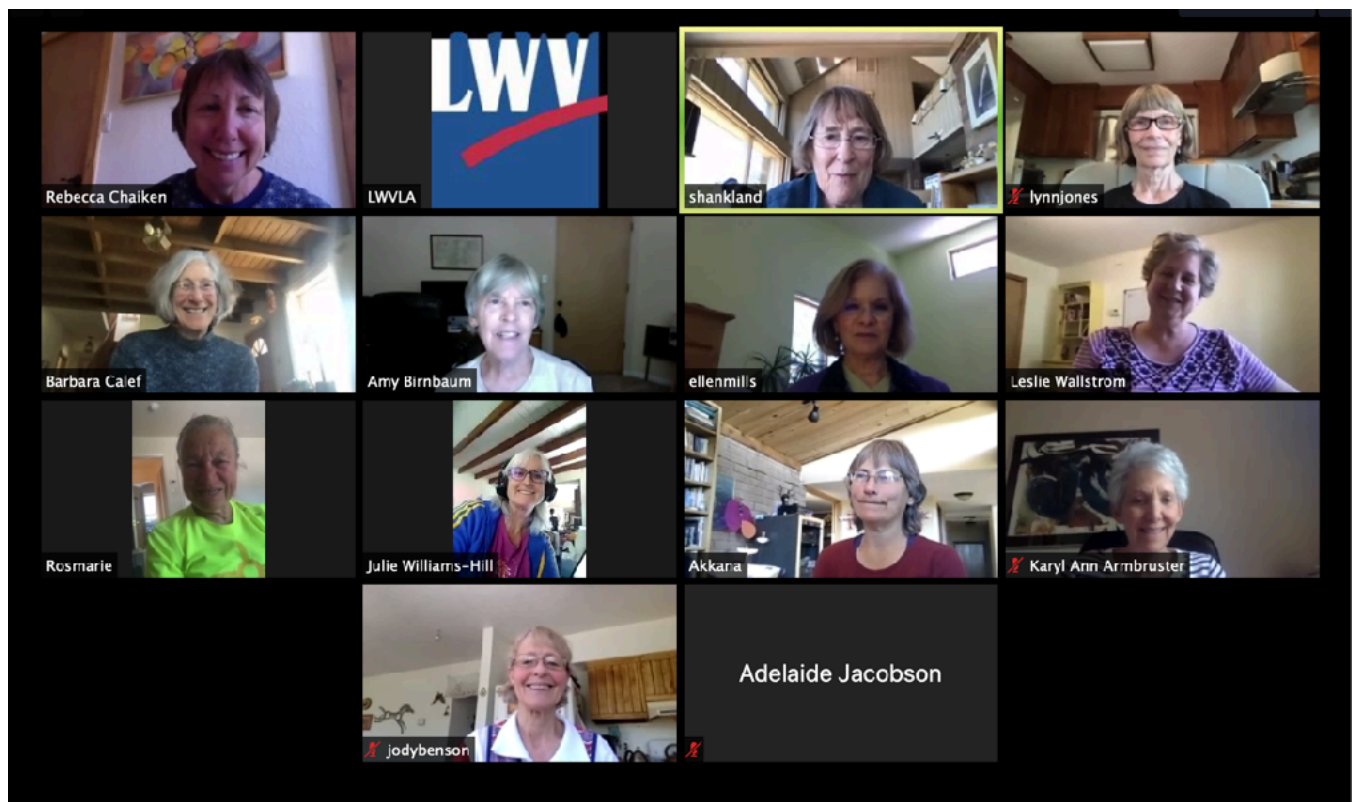 Rebecca Chaiken
LWV
LWVLA
shankland
lynnjones
Barbara Calef
Amy Birnbaum
ellenmills
Leslie Wallstrom
Rosmarie
Julie Williams-Hill
Akkana
Karyl Ann Armbruster
jodybenson
Adelaide Jacobson